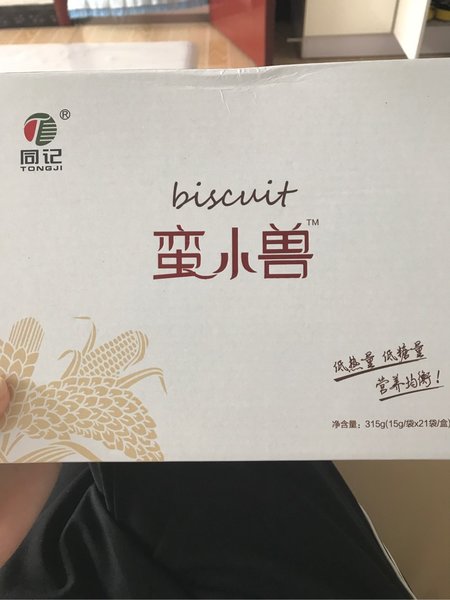 ®
同记
TONGJI
biscuit
蛮小兽™
低热量 低糖量
营养均衡!
净含量: 315g(15g/袋x21袋/盒)